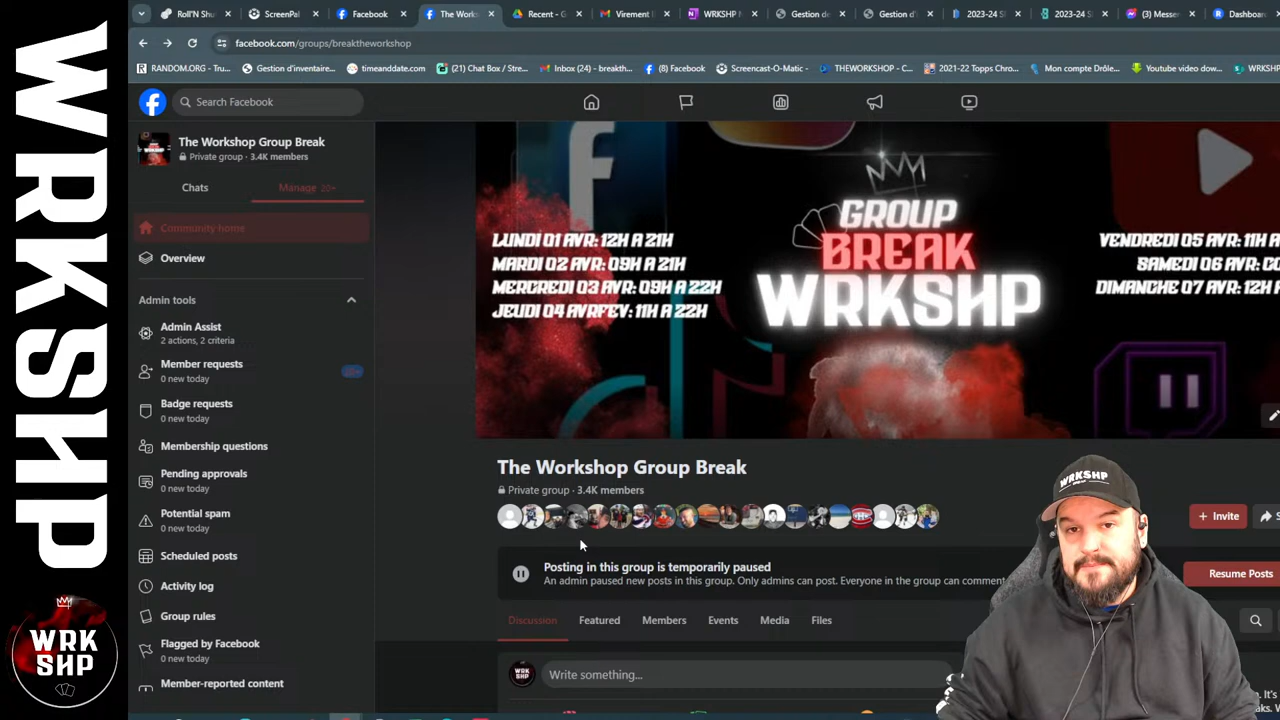 WRKSHP
WRK
SHP
Roll'N Shu
ScreenPal
Facebook
The Works
Recent - G
Virement I
WRKSHP
Gestion de
Gestion d'i
2023-24 S
2023-24 S
(Messe
Dashboard
facebook.com/groups/breaktheworkshop
RANDOM.ORG - Tru...
Gestion d'inventaire...
timeanddate.com
(21) Chat Box / Stre...
Inbox (24) - breakth...
(8) Facebook
Screencast-O-Matic -
THEWORKSHOP - C...
2021-22 Topps Chro...
Mon compte Drôle...
Youtube video dow...
WRKSHP
Search Facebook
The Workshop Group Break
Private group · 3.4K members
Chats
Manage 20+
Community home
Overview
Admin tools
Admin Assist
2 actions, 2 criteria
Member requests
0 new today
Badge requests
0 new today
Membership questions
Pending approvals
0 new today
Potential spam
0 new today
Scheduled posts
Activity log
Group rules
Flagged by Facebook
0 new today
Member-reported content
LUNDI 01 AVR: 12H A 21H
MARDI 02 AVR: 09H A 21H
MERCREDI 03 AVR: 09H A 22H
JEUDI 04 AVRFEV: 11H A 22H
GROUP
BREAK
WRKSHP
VENDREDI 05 AVR: 11H A
SAMEDI 06 AVR: CO
DIMANCHE 07 AVR: 12H A
The Workshop Group Break
Private group · 3.4K members
+ Invite
Posting in this group is temporarily paused
An admin paused new posts in this group. Only admins can post. Everyone in the group can comment
Resume Posts
Discussion
Featured
Members
Events
Media
Files
WRK
SHP
Write something...
WRKSHP